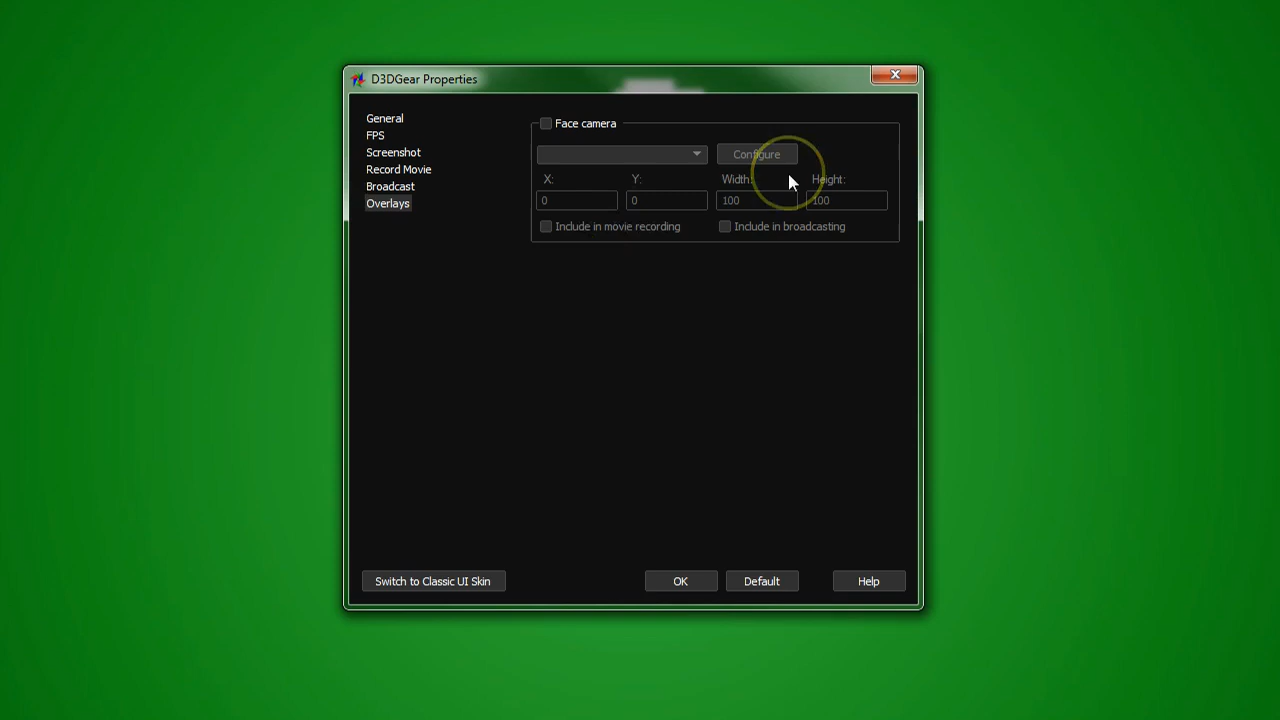 D3DGear Properties
General
FPS
Screenshot
Record Movie
Broadcast
Overlays
Face camera
Configure
X: Y: Width: Height:
0 0 100 100
Include in movie recording Include in broadcasting
Switch to Classic UI Skin OK Default Help